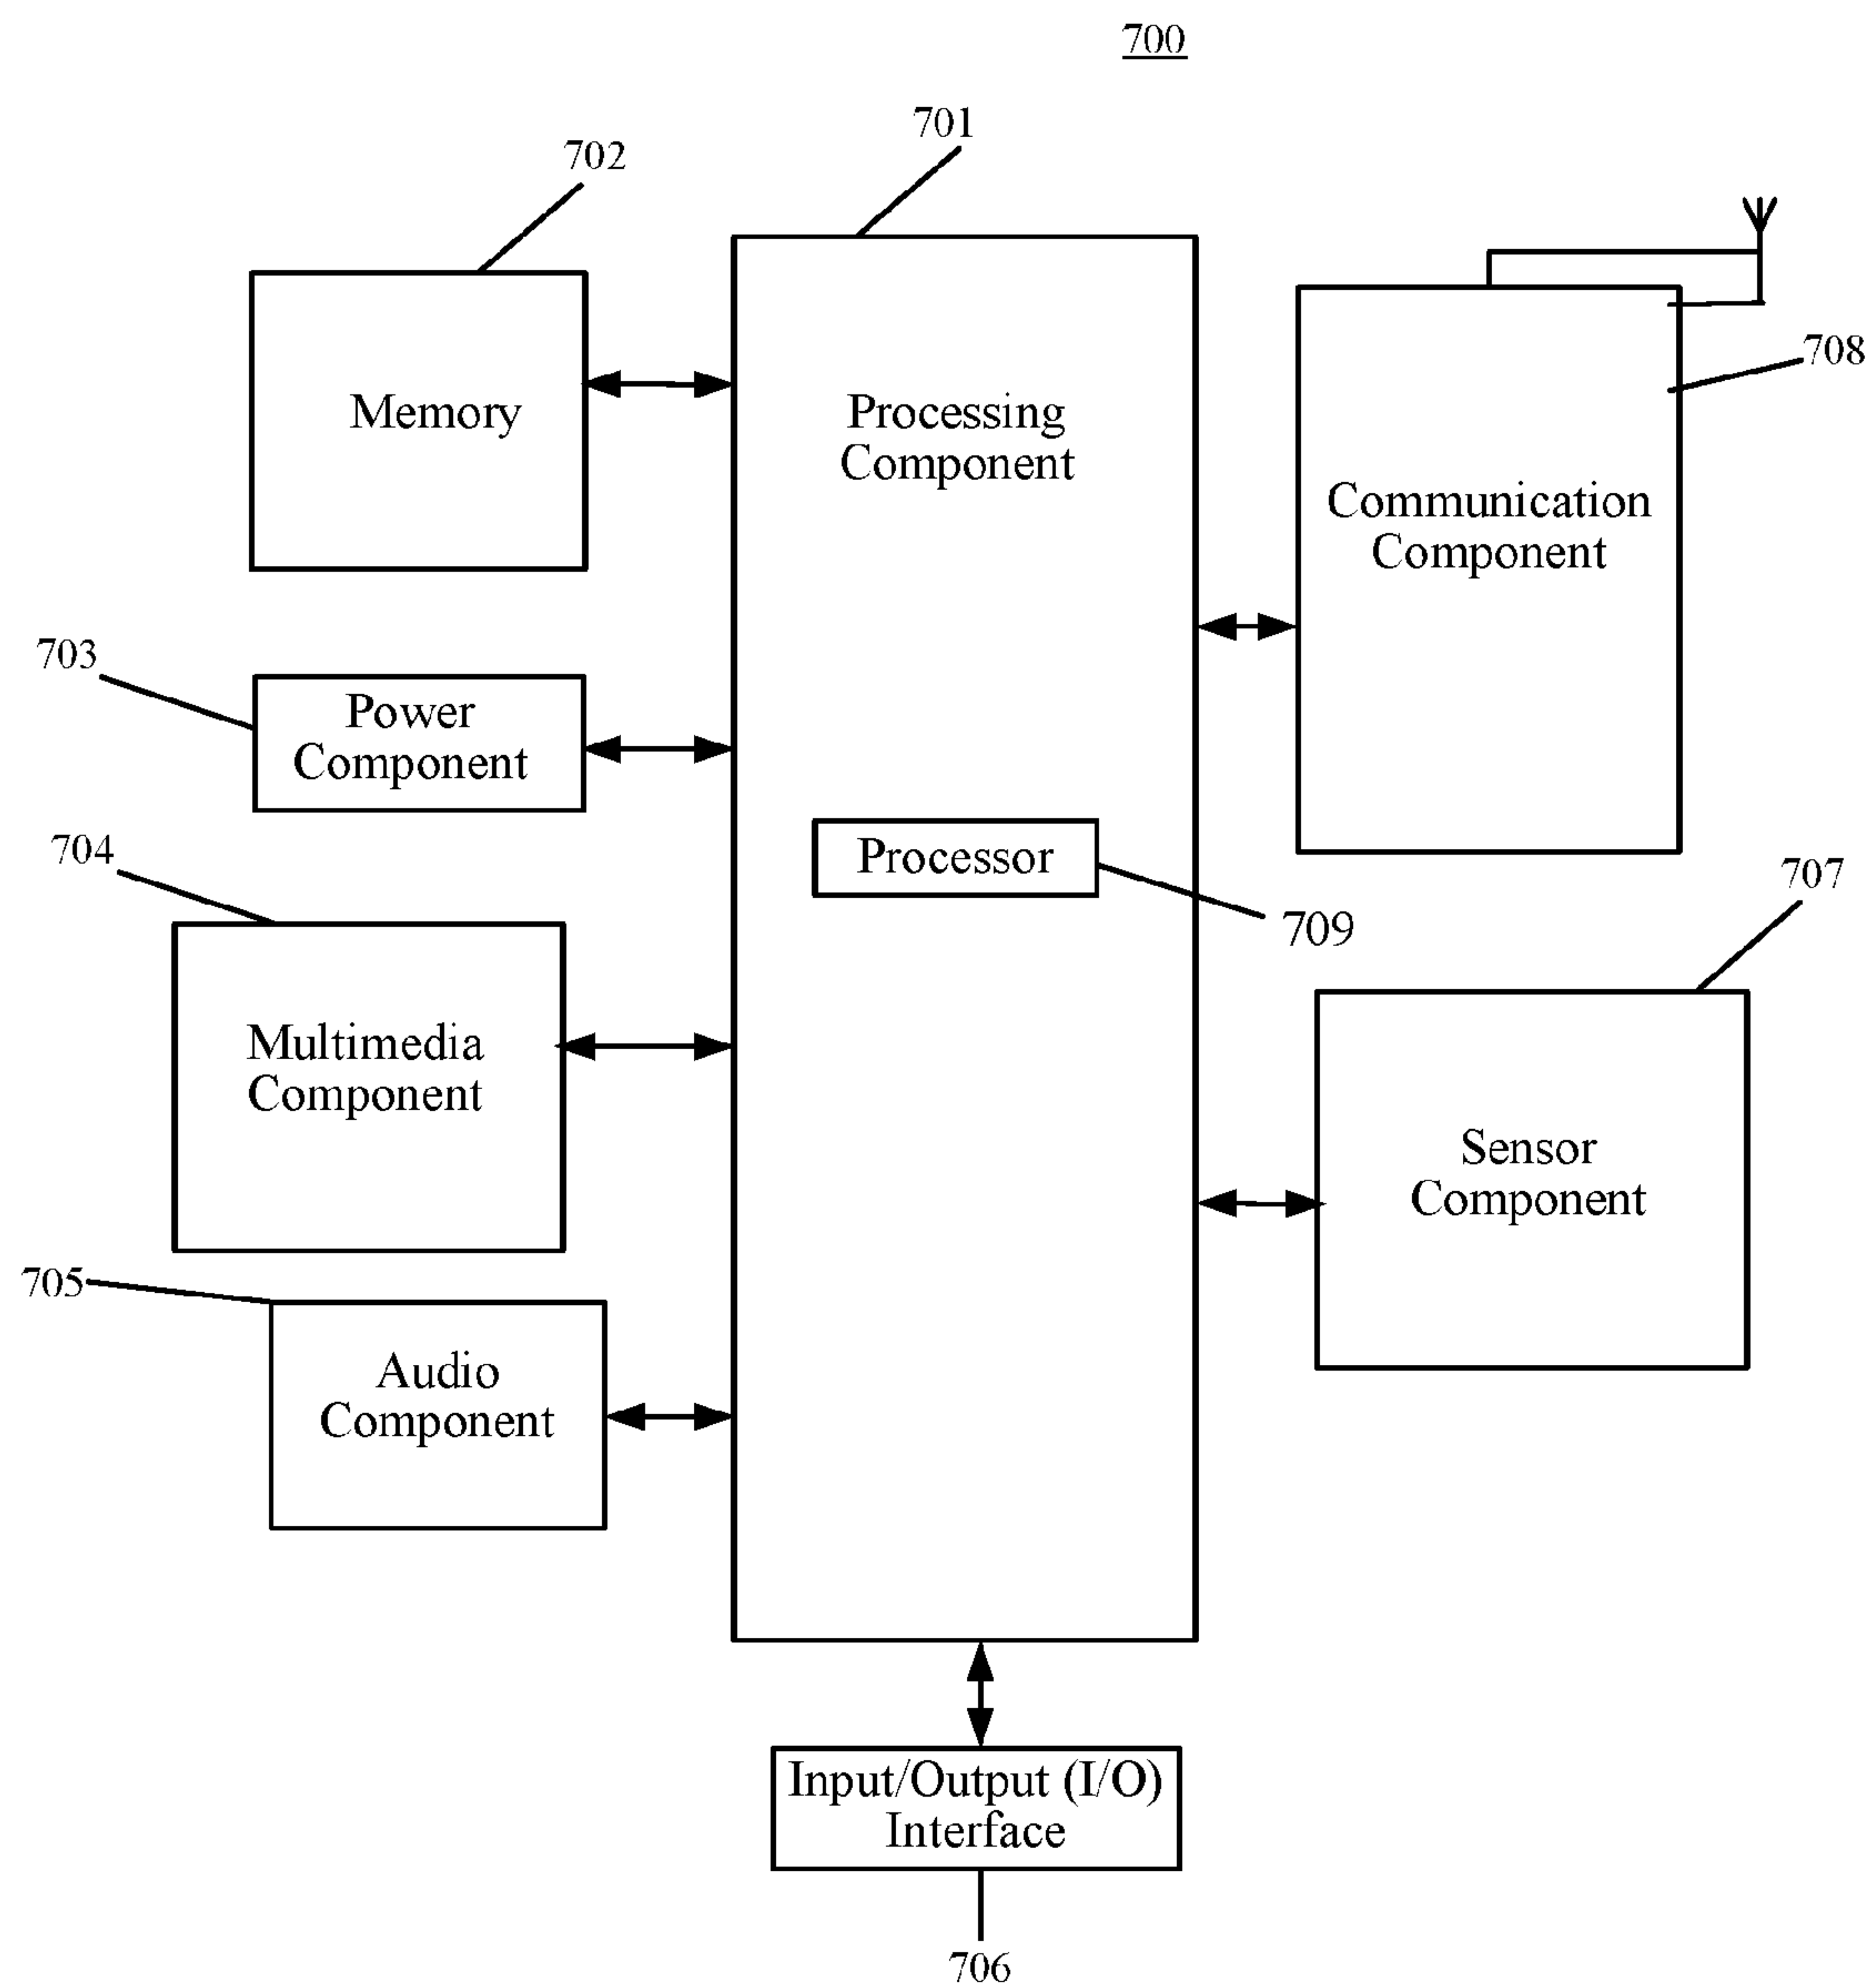 700
701
702
Memory
Processing
Component
708
Communication
Component
703
Power
Component
704
Processor
709
707
Multimedia
Component
Sensor
Component
705
Audio
Component
Input/Output (I/O)
Interface
706